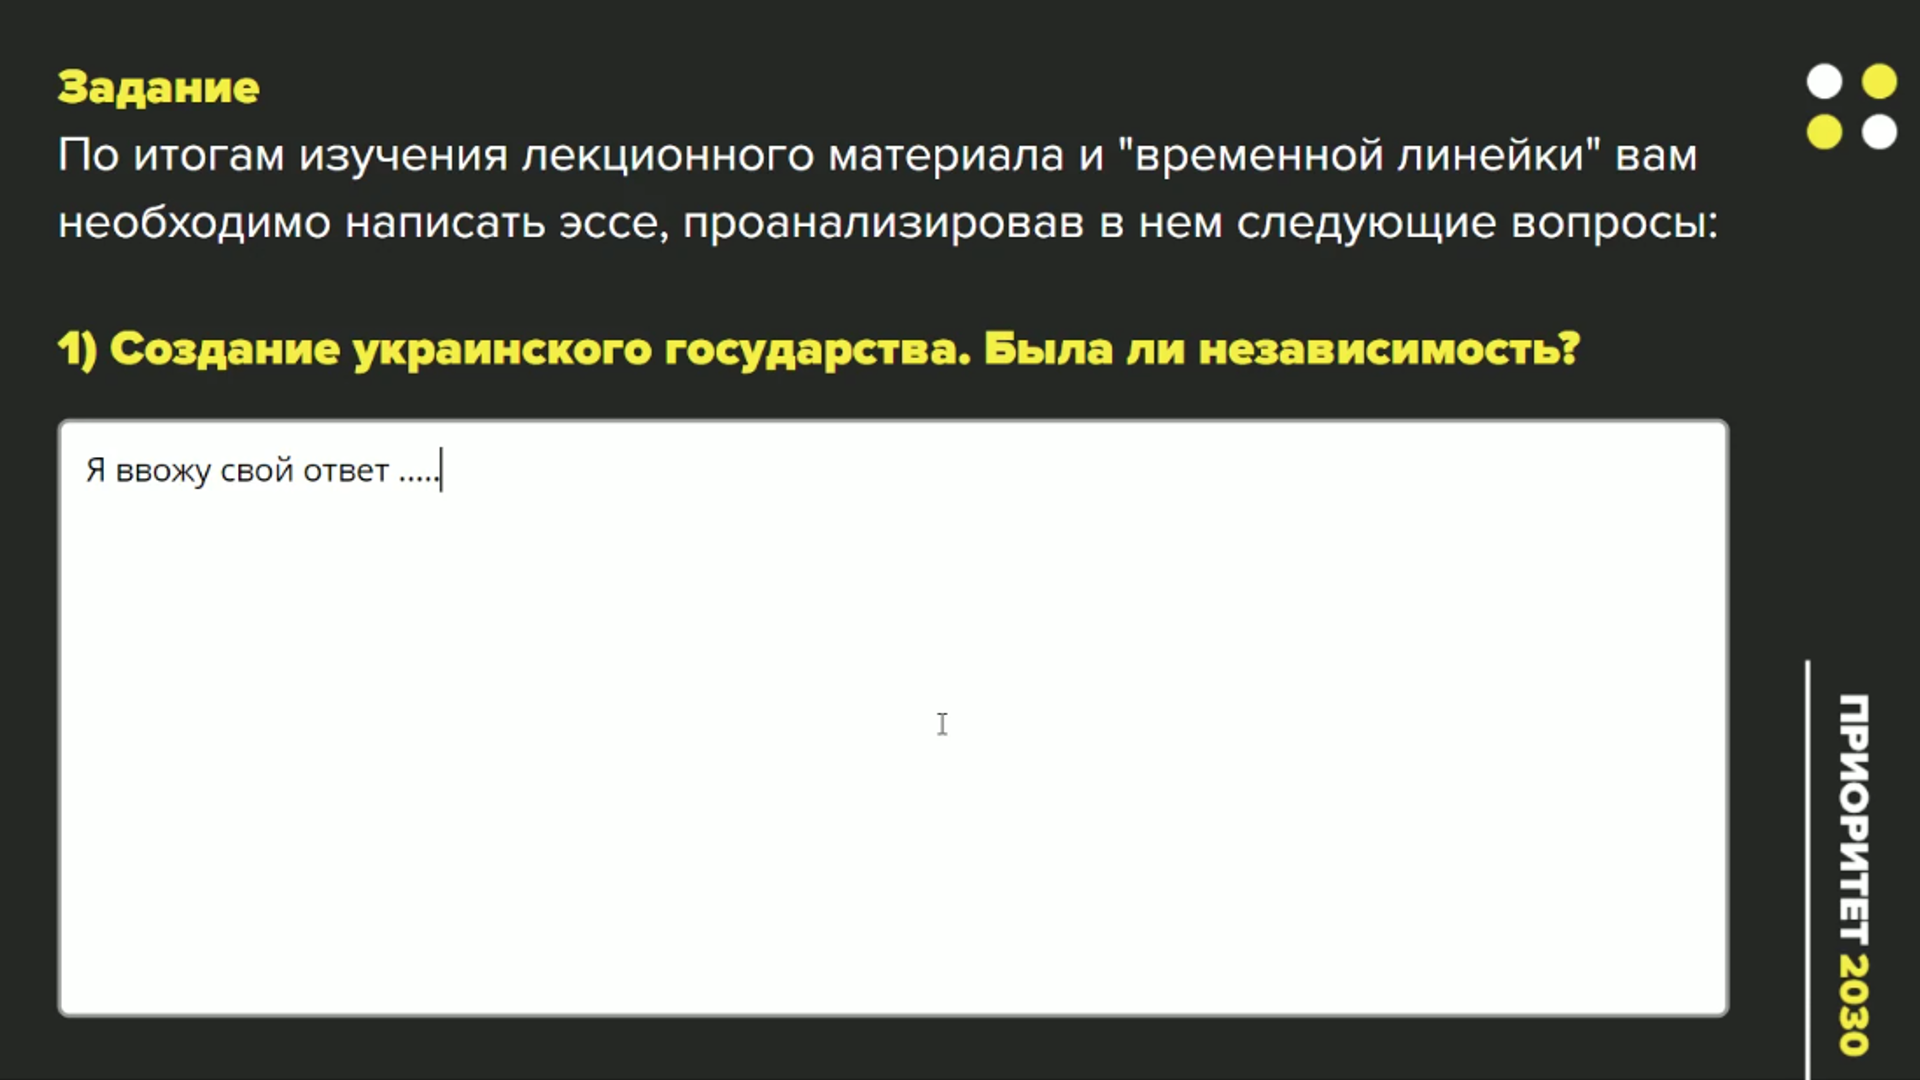 Задание
По итогам изучения лекционного материала и "временной линейки" вам
необходимо написать эссе, проанализировав в нем следующие вопросы:
1) Создание украинского государства. Была ли независимость?
Я ввожу свой ответ .....
ПРИОРИТЕТ 2030